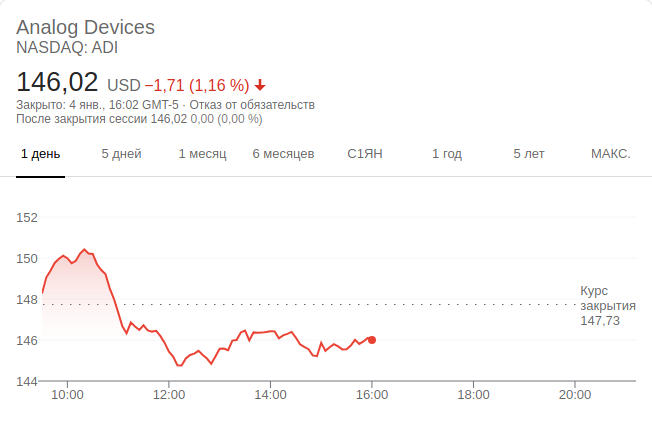 Analog Devices
NASDAQ: ADI
146,02 USD −1,71 (1,16 %)
Закрыто: 4 янв., 16:02 GMT-5 · Отказ от обязательств
После закрытия сессии 146,02 0,00 (0,00 %)
1 день 5 дней 1 месяц 6 месяцев С1ЯН 1 год 5 лет МАКС.
152
150
148
146
144
Курс
закрытия
147,73
10:00 12:00 14:00 16:00 18:00 20:00